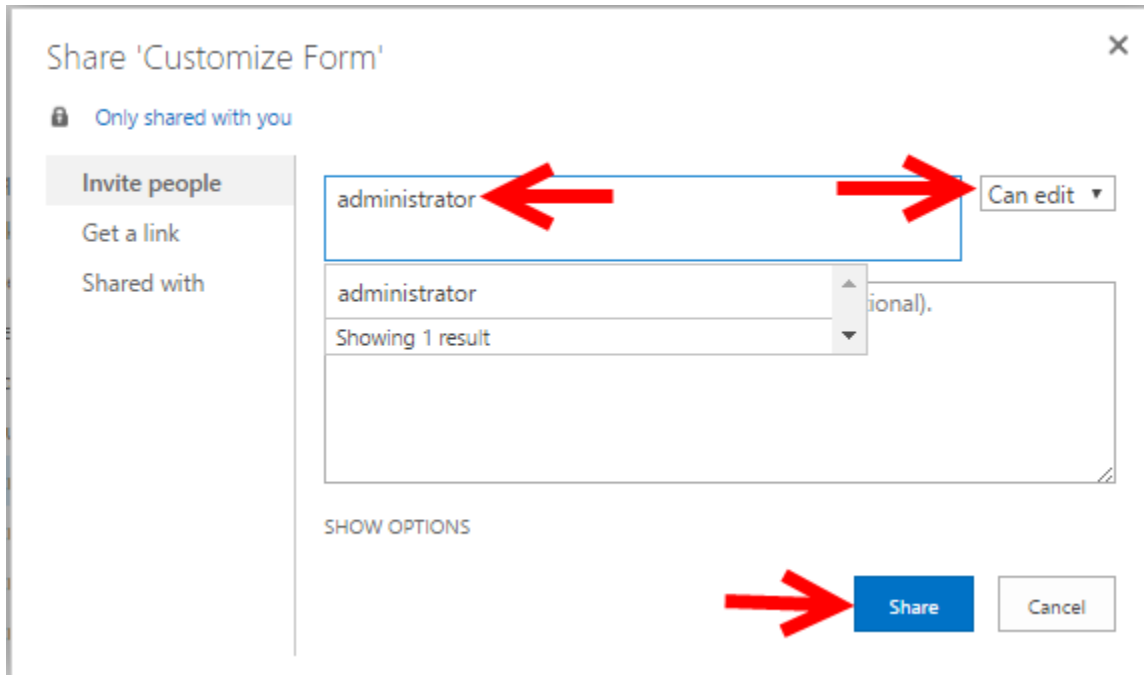 Share 'Customize Form'
Only shared with you
Invite people
Get a link
Shared with
administrator
Can edit
administrator
Showing 1 result
SHOW OPTIONS
Share
Cancel